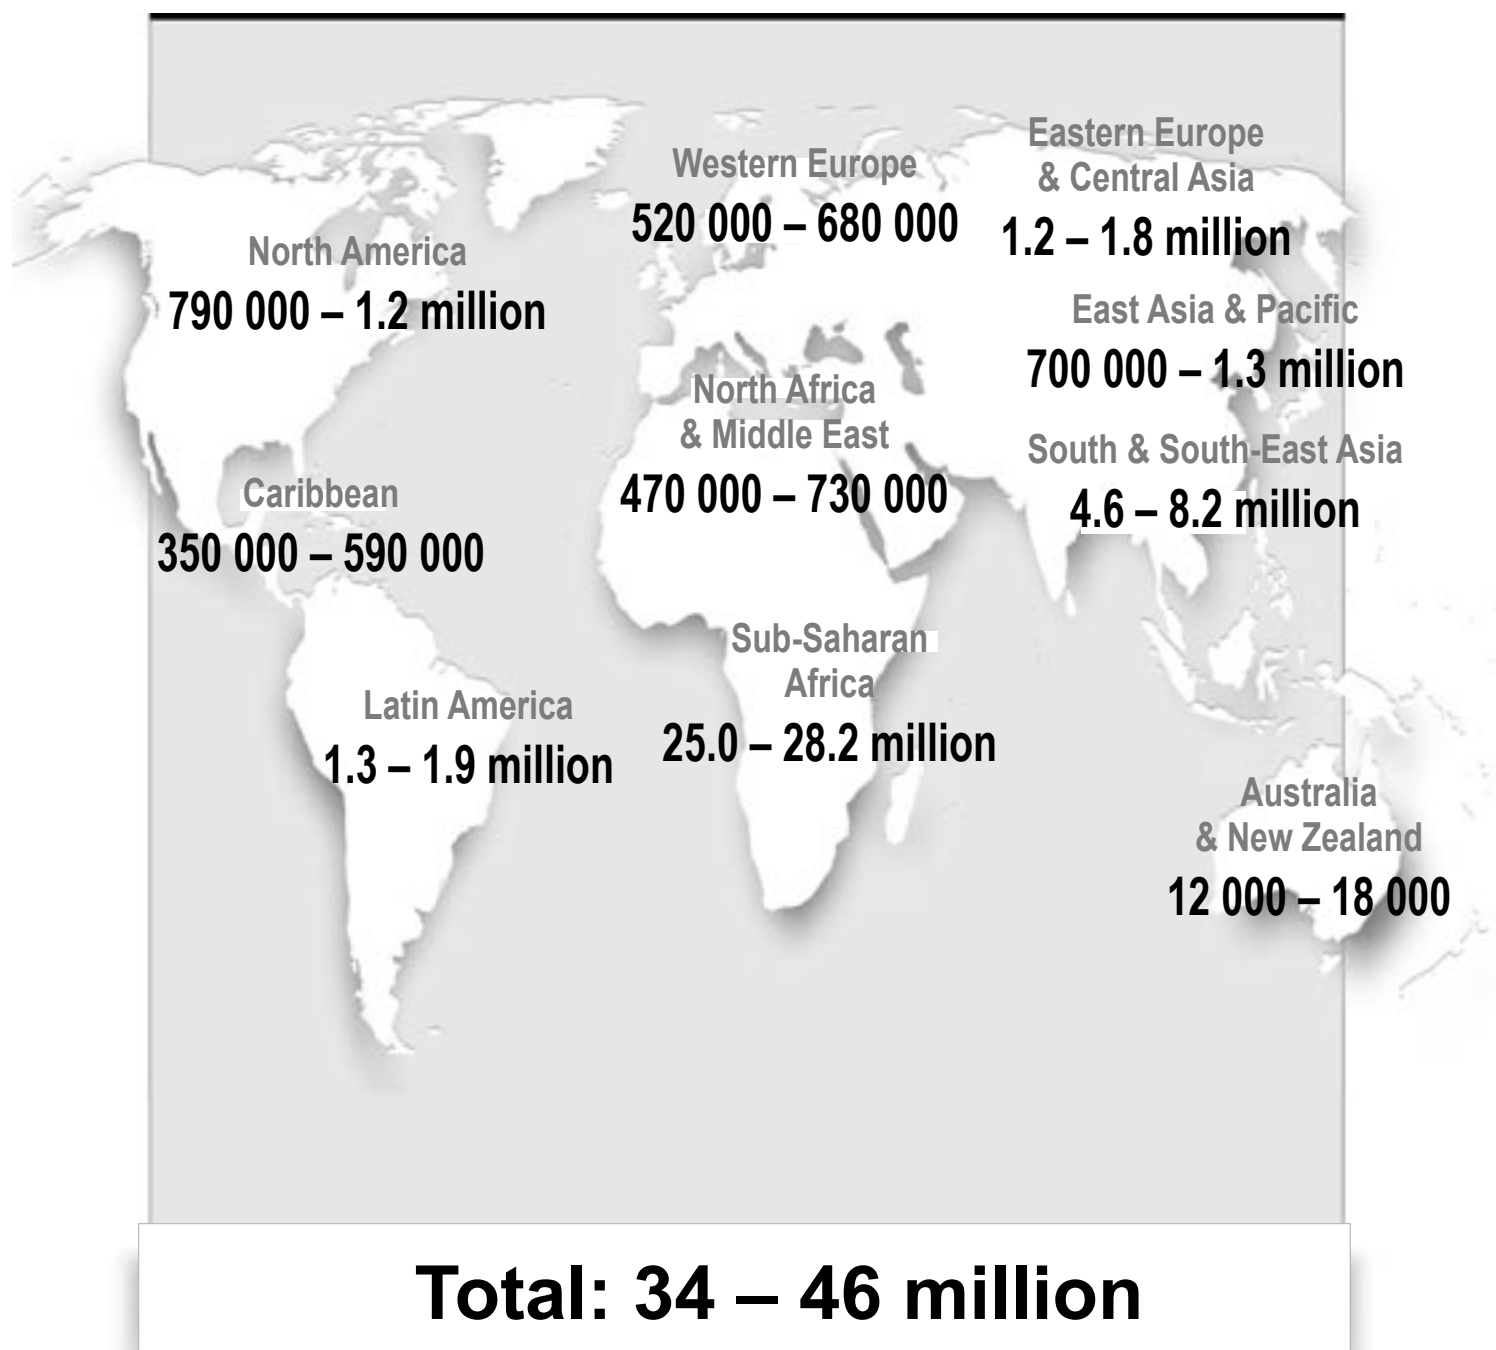 Western Europe
520 000 – 680 000
Eastern Europe
& Central Asia
1.2 – 1.8 million
North America
790 000 – 1.2 million
East Asia & Pacific
700 000 – 1.3 million
North Africa
& Middle East
470 000 – 730 000
South & South-East Asia
4.6 – 8.2 million
Caribbean
350 000 – 590 000
Sub-Saharan
Africa
25.0 – 28.2 million
Latin America
1.3 – 1.9 million
Australia
& New Zealand
12 000 – 18 000
Total: 34 – 46 million